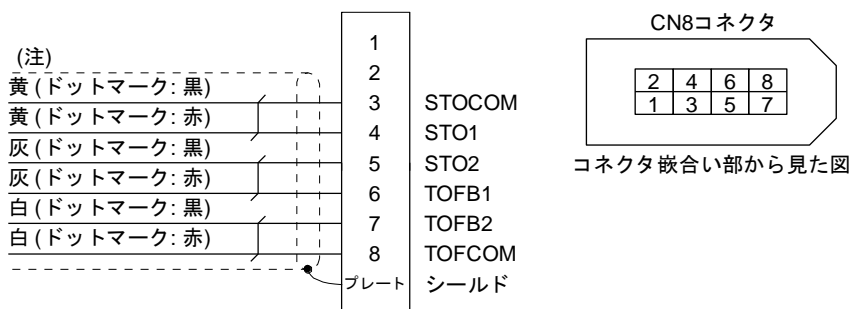 (注)
黄 (ドットマーク: 黒)
黄 (ドットマーク: 赤)
灰 (ドットマーク: 黒)
灰 (ドットマーク: 赤)
白 (ドットマーク: 黒)
白 (ドットマーク: 赤)
1
2
3 STOCOM
4 STO1
5 STO2
6 TOFB1
7 TOFB2
8 TOFCOM
プレート シールド
CN8コネクタ
2 4 6 8
1 3 5 7
コネクタ嵌合い部から見た図